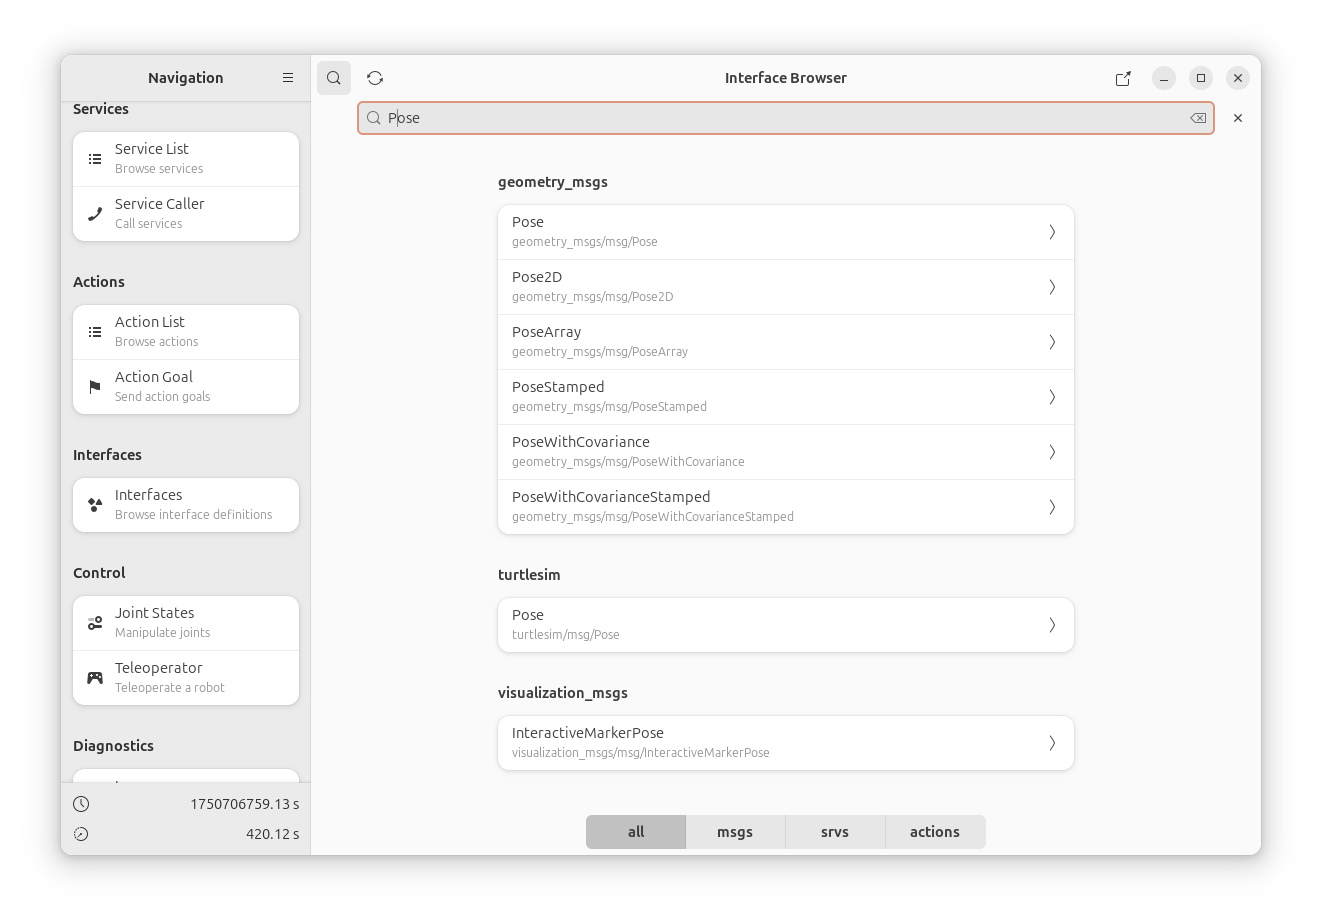 Navigation
Interface Browser
Services
Service List
Browse services
Service Caller
Call services
Actions
Action List
Browse actions
Action Goal
Send action goals
Interfaces
Interfaces
Browse interface definitions
Control
Joint States
Manipulate joints
Teleoperator
Teleoperate a robot
Diagnostics
1750706759.13 s
420.12 s
Pose
geometry_msgs
Pose
geometry_msgs/msg/Pose
Pose2D
geometry_msgs/msg/Pose2D
PoseArray
geometry_msgs/msg/PoseArray
PoseStamped
geometry_msgs/msg/PoseStamped
PoseWithCovariance
geometry_msgs/msg/PoseWithCovariance
PoseWithCovarianceStamped
geometry_msgs/msg/PoseWithCovarianceStamped
turtlesim
Pose
turtlesim/msg/Pose
visualization_msgs
InteractiveMarkerPose
visualization_msgs/msg/InteractiveMarkerPose
all msgs srvs actions